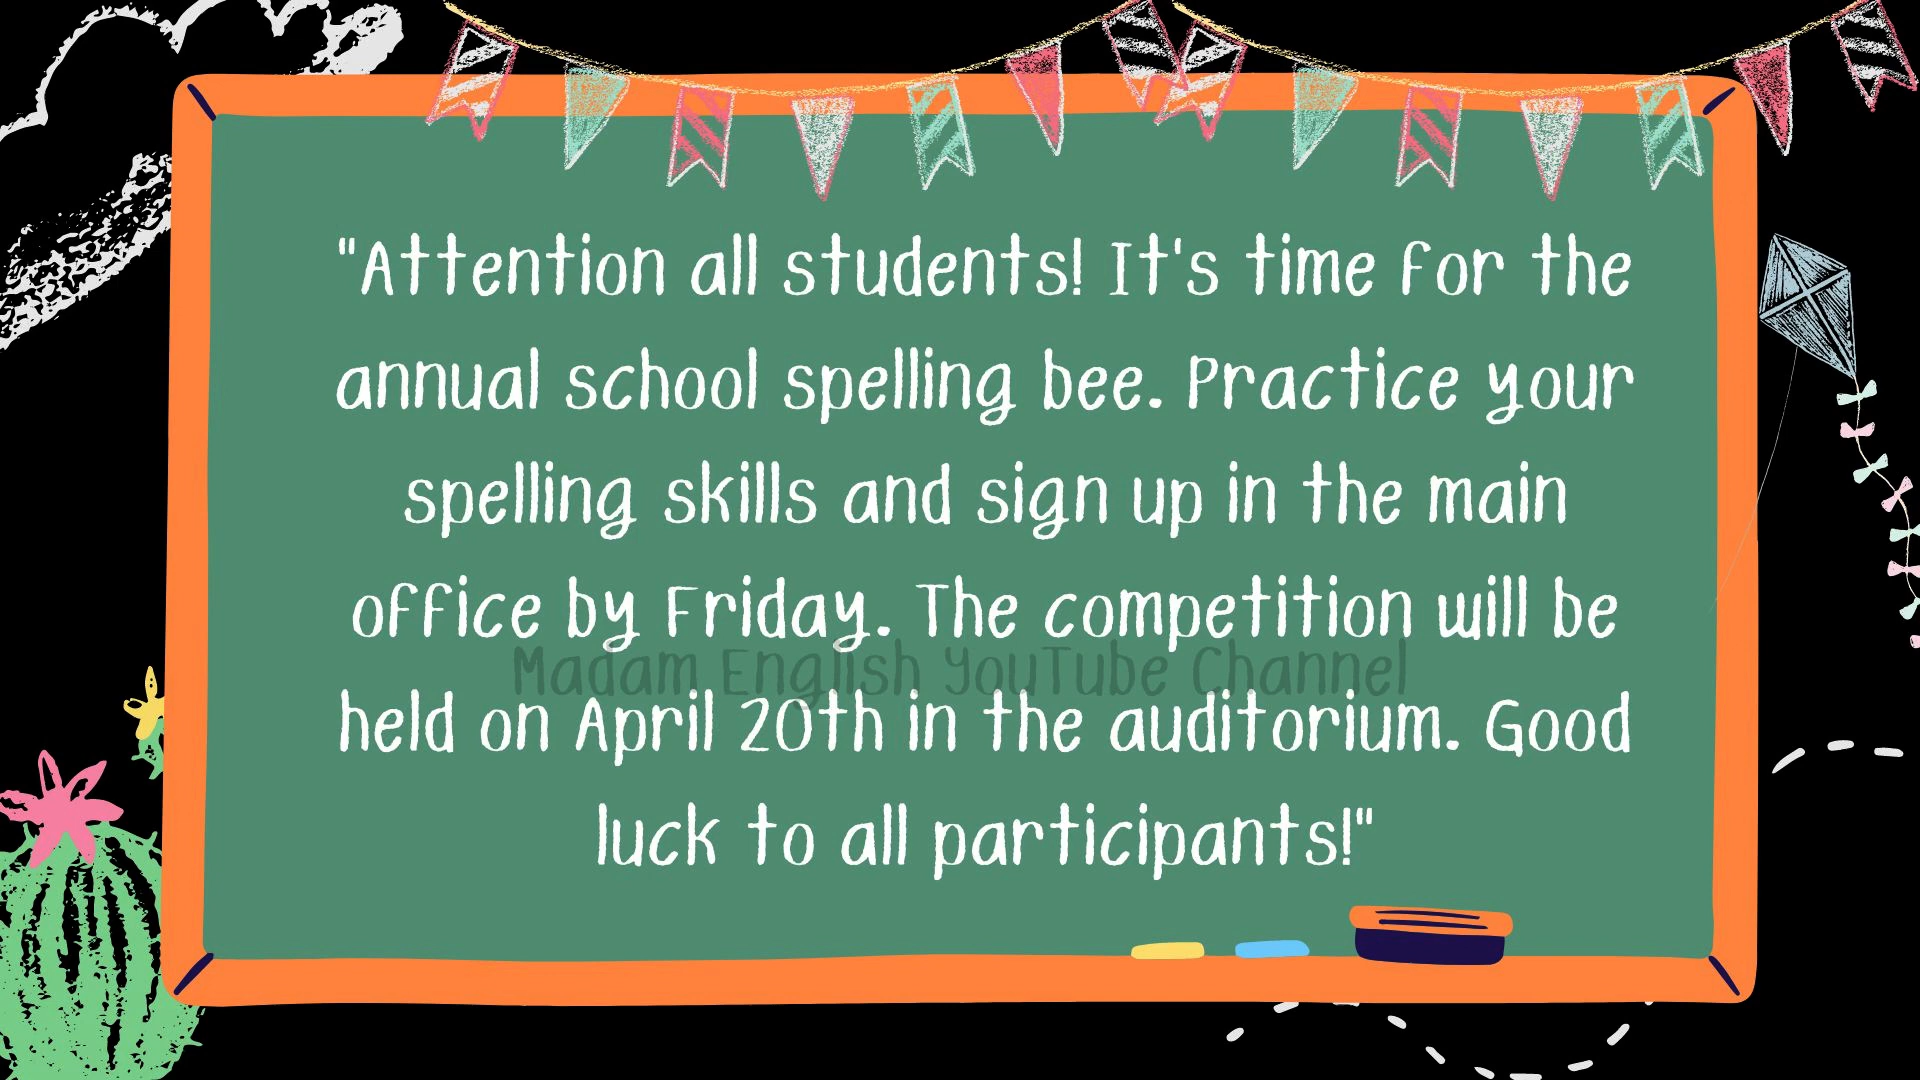 "Attention all students! It's time for the
annual school spelling bee. Practice your
spelling skills and sign up in the main
office by Friday. The competition will be
Madam English YouTube Channel
held on April 20th in the auditorium. Good
luck to all participants!"